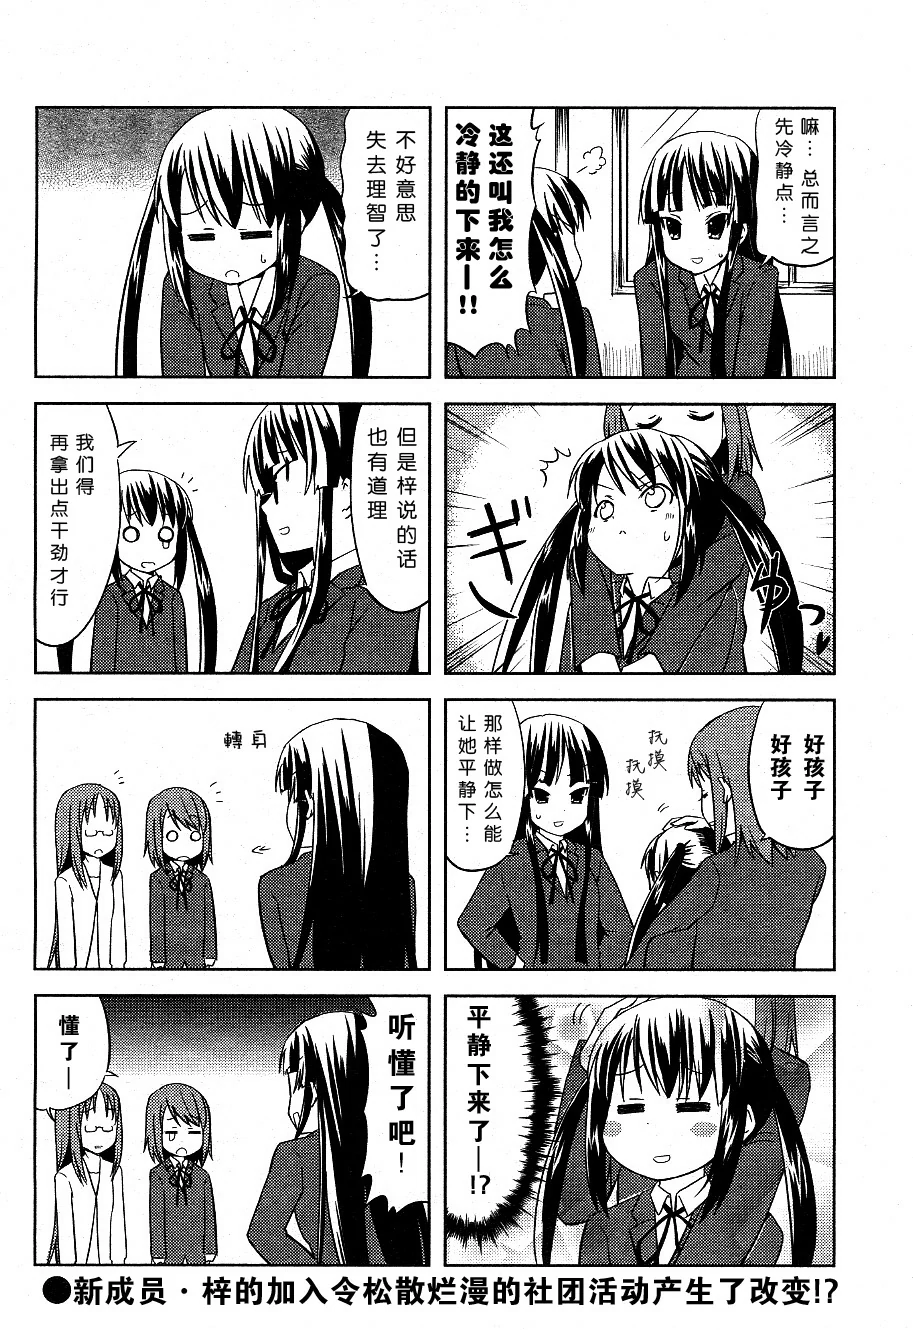 嘛…总而言之
先冷静点…
这还叫我怎么
冷静的下来—!!
ギッ
ゆ
好孩子
好孩子
抚摸
抚摸
那样做怎么能
让她平静下…
平静下来了—!?
不好意思
失去理智了…
但是梓说的话
也有道理
我们得
再拿出点干劲才行
轉身
听懂了吧!
懂了—
●新成员·梓的加入令松散烂漫的社团活动产生了改变!?